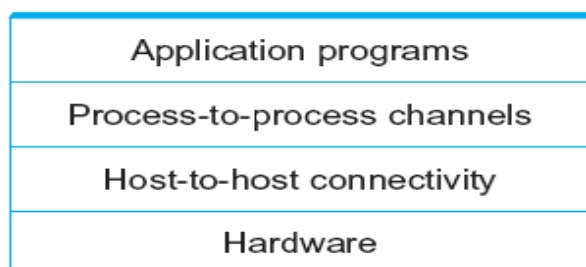 Application programs
Process-to-process channels
Host-to-host connectivity
Hardware